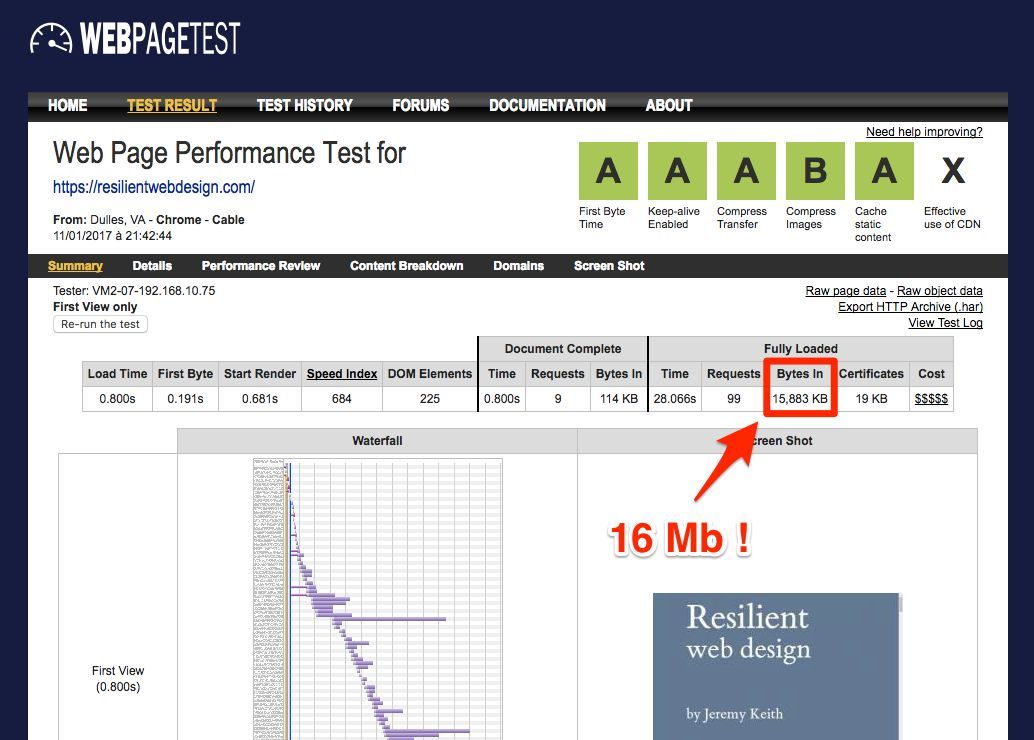 WEBPAGETEST
HOME TEST RESULT TEST HISTORY FORUMS DOCUMENTATION ABOUT
Need help improving?
Web Page Performance Test for
https://resilientwebdesign.com/
From: Dulles, VA - Chrome - Cable
11/01/2017 à 21:42:44
A A A B A X
First Byte Time
Keep-alive Enabled
Compress Transfer
Compress Images
Cache static content
Effective use of CDN
Summary Details Performance Review Content Breakdown Domains Screen Shot
Tester: VM2-07-192.168.10.75
First View only
Re-run the test
Raw page data - Raw object data
Export HTTP Archive (.har)
View Test Log
Document Complete Fully Loaded
Load Time First Byte Start Render Speed Index DOM Elements Time Requests Bytes In Time Requests Bytes In Certificates Cost
0.800s 0.191s 0.681s 684 225 0.800s 9 114 KB 28.066s 99 15,883 KB 19 KB $$$$$
Waterfall
creen Shot
16 Mb !
First View
(0.800s)
Resilient
web design
by Jeremy Keith